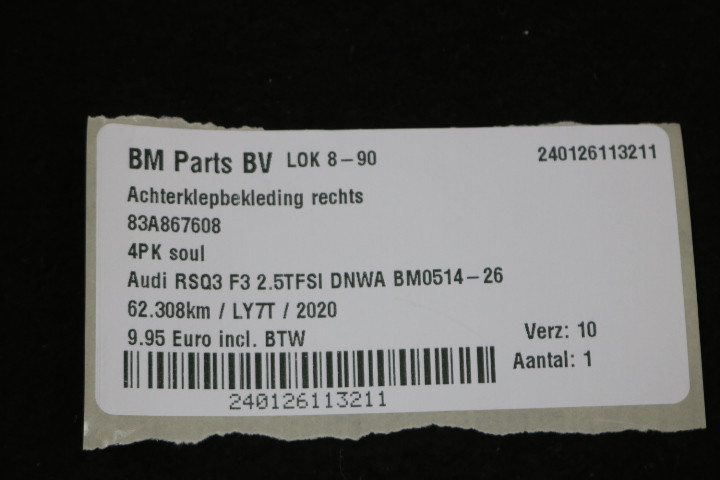 BM Parts BV LOK 8-90 240126113211
Achterklepbekleding rechts
83A867608
4PK soul
Audi RSQ3 F3 2.5TFSI DNWA BM0514-26
62.308km / LY7T / 2020
9.95 Euro incl. BTW Verz: 10
Aantal: 1
240126113211